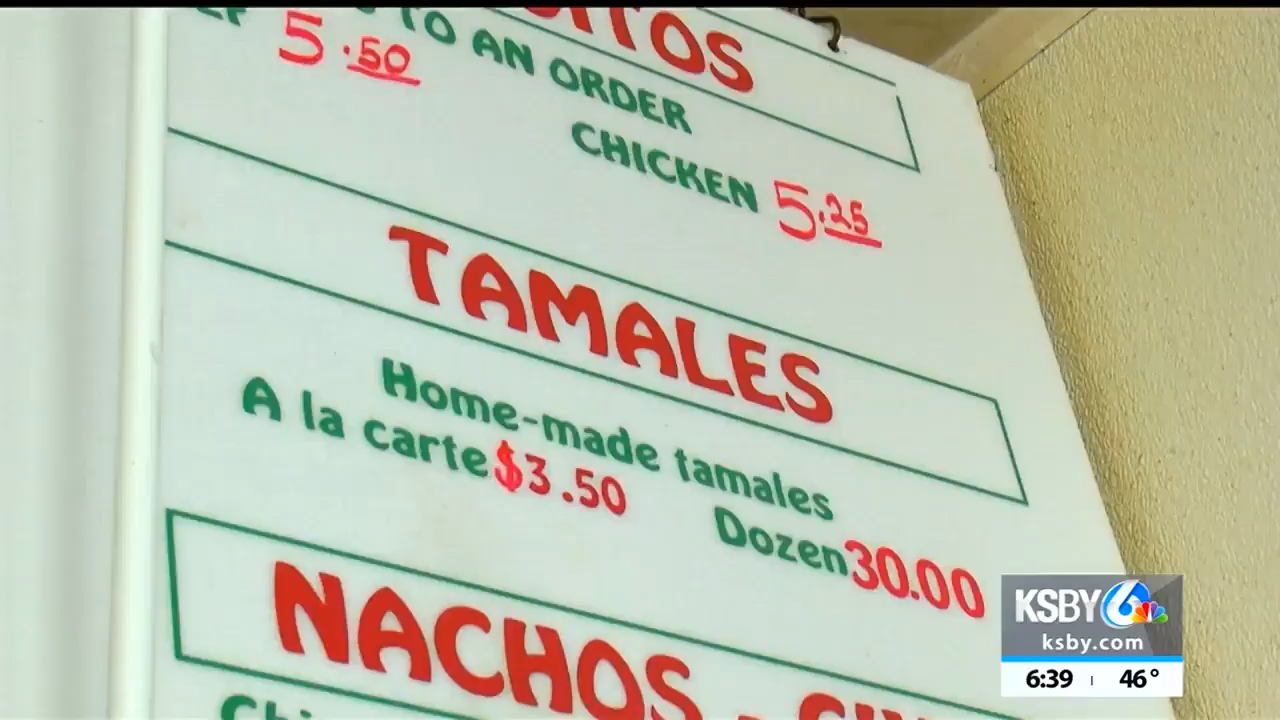 TO AN ORDER
5.50
CHICKEN 5.25
TAMALES
Home-made tamales
A la carte $3.50
Dozen 30.00
NACHOS -
KSBY 6
ksby.com
6:39 46°